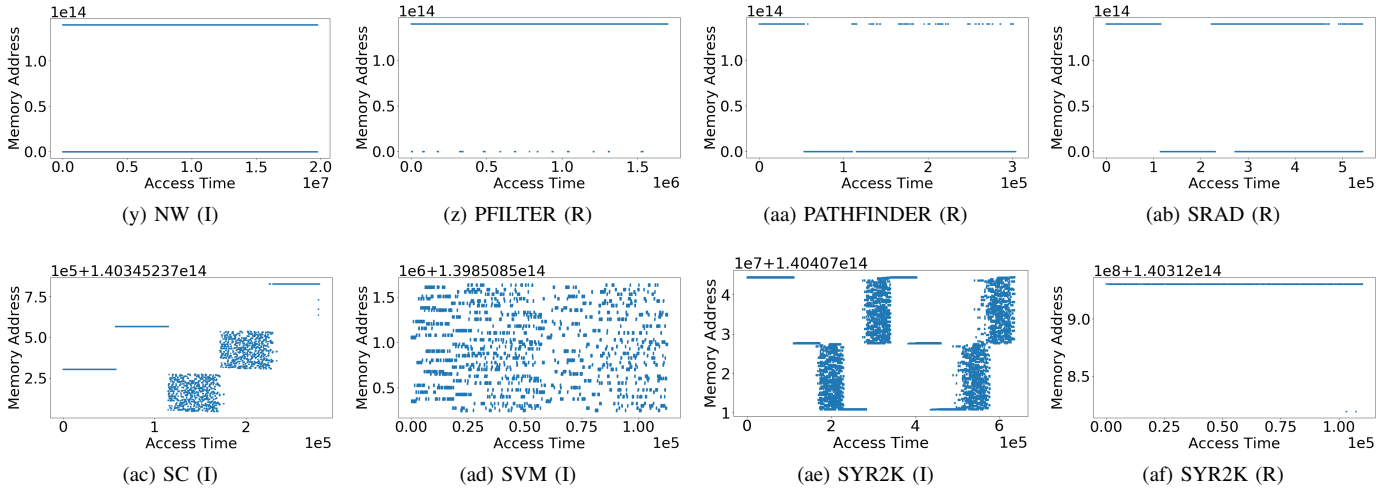 1e14
Memory Address
1.0
0.5
0.0
0.0 0.5 1.0 1.5 2.0
Access Time 1e7
(y) NW (I)
1e14
Memory Address
1.0
0.5
0.0
0.0 0.5 1.0 1.5
Access Time 1e6
(z) PFILTER (R)
1e14
Memory Address
1.0
0.5
0.0
0 1 2 3
Access Time 1e5
(aa) PATHFINDER (R)
1e14
Memory Address
1.0
0.5
0.0
0 1 2 3 4 5
Access Time 1e5
(ab) SRAD (R)
1e5+1.40345237e14
Memory Address
7.5
5.0
2.5
0 1 2
Access Time 1e5
(ac) SC (I)
1e6+1.3985085e14
Memory Address
1.5
1.0
0.5
0.00 0.25 0.50 0.75 1.00
Access Time 1e5
(ad) SVM (I)
1e7+1.40407e14
Memory Address
4
3
2
1
0 2 4 6
Access Time 1e5
(ae) SYR2K (I)
1e8+1.40312e14
Memory Address
9.0
8.5
0.00 0.25 0.50 0.75 1.00
Access Time 1e5
(af) SYR2K (R)